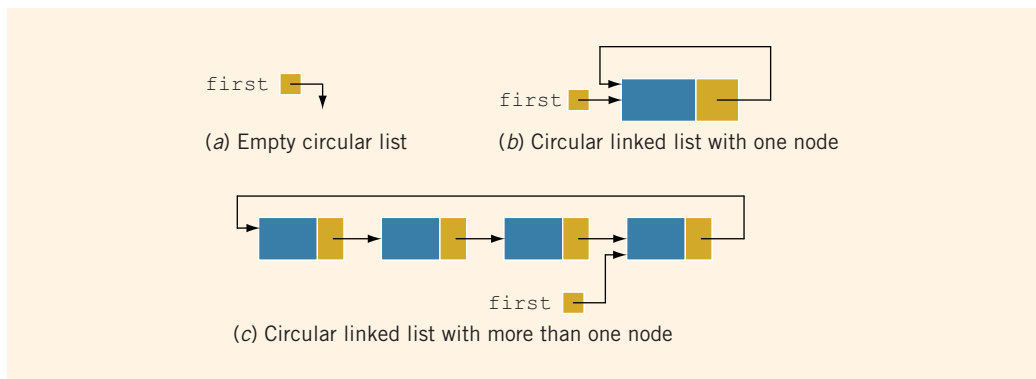 first
(a) Empty circular list
first
(b) Circular linked list with one node
first
(c) Circular linked list with more than one node